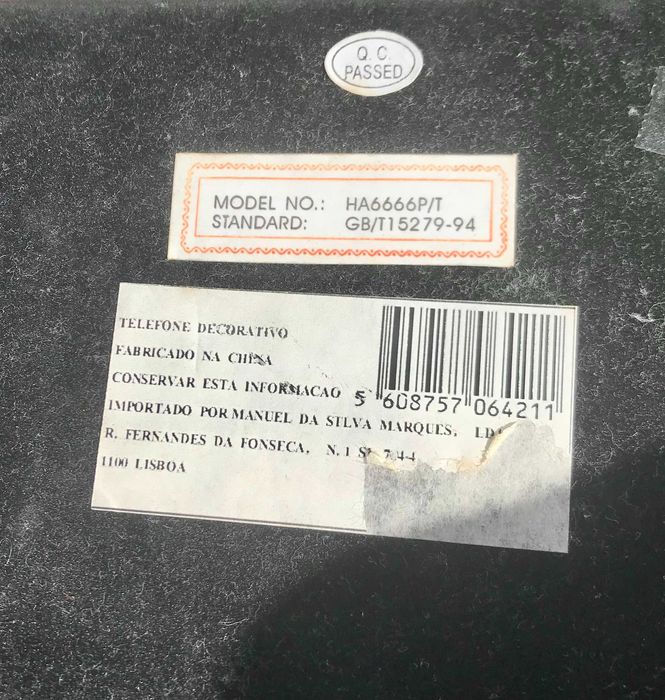 Q. C.
PASSED
MODEL NO.: HA6666P/T
STANDARD: GB/T15279-94
TELEFONE DECORATIVO
FABRICADO NA CHINA
CONSERVAR ESTA INFORMACAO
5 608757 064211
IMPORTADO POR MANUEL DA SILVA MARQUES,
R. FERNANDES DA FONSECA, N. 1
1100 LISBOA